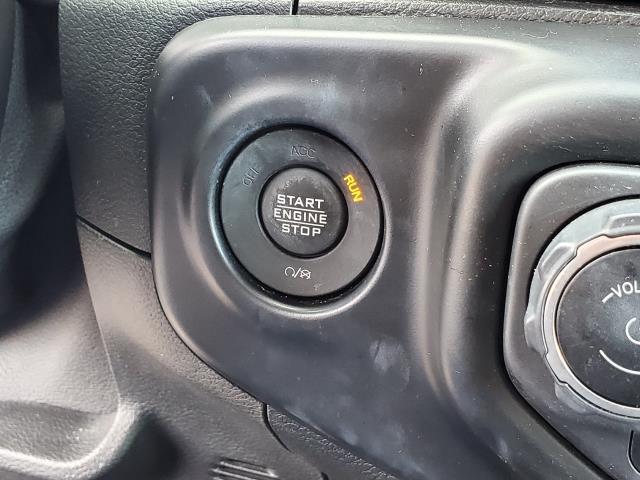 OFF ACC RUN
START
ENGINE
STOP
VOL